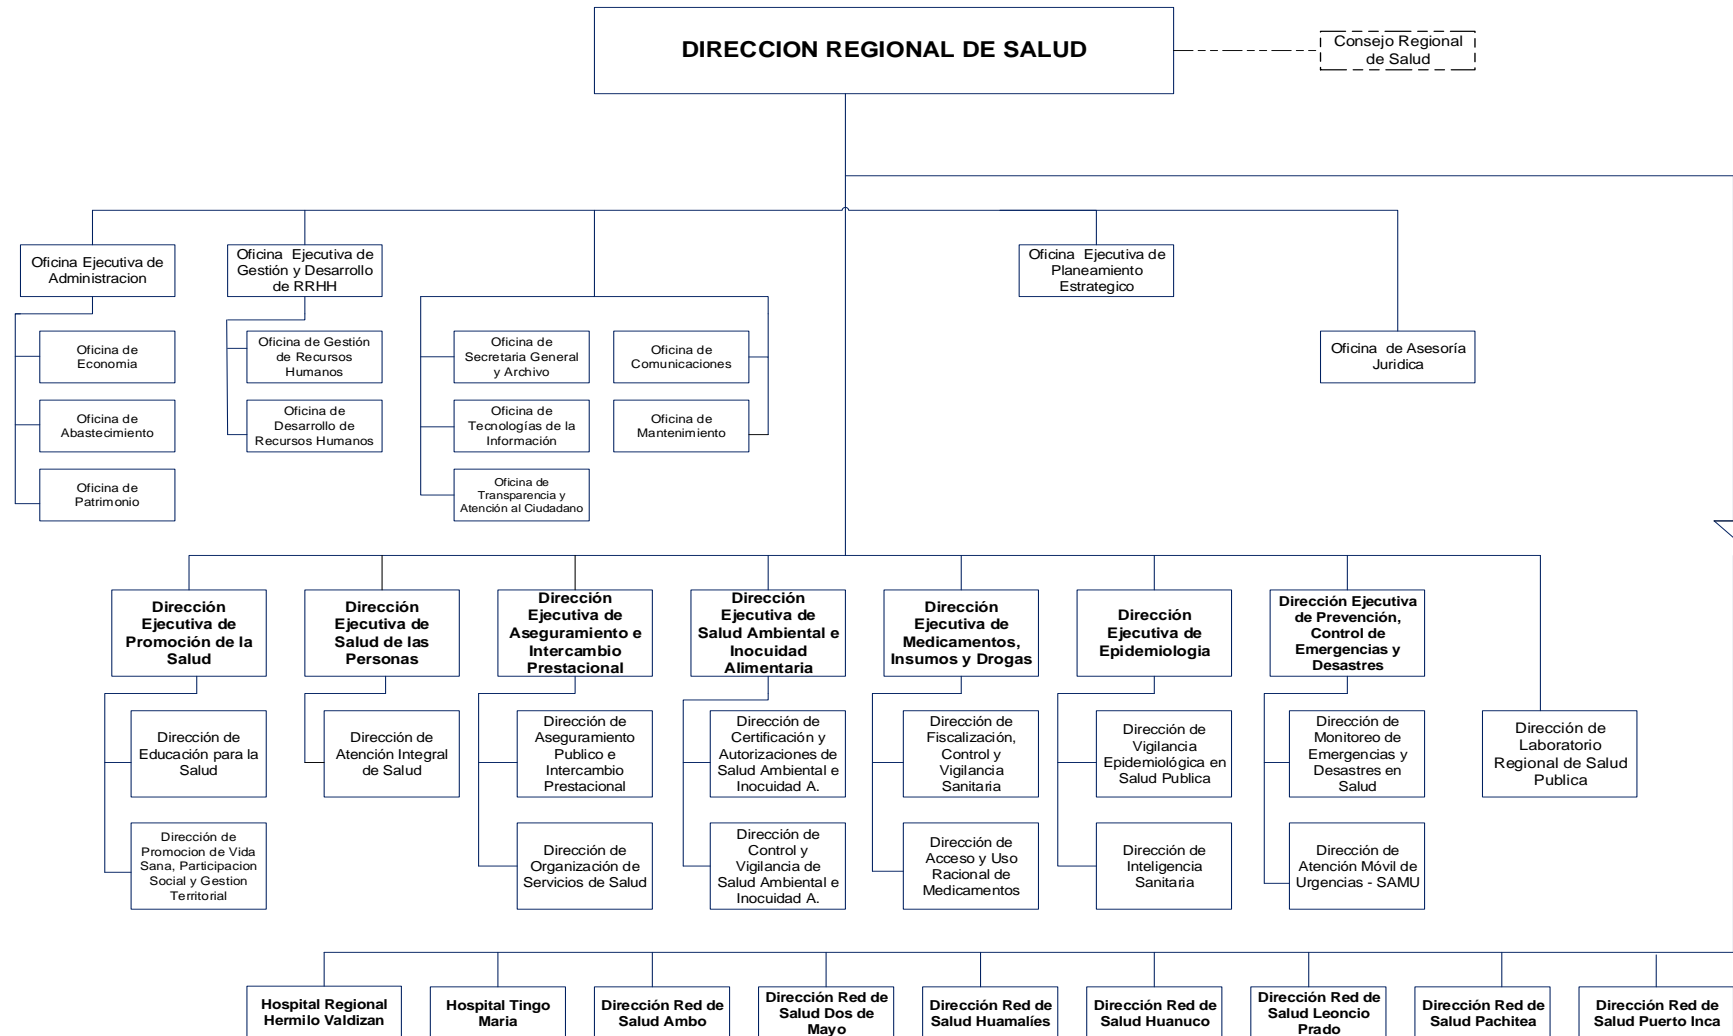 DIRECCION REGIONAL DE SALUD
Consejo Regional
de Salud
Oficina Ejecutiva de
Administracion
Oficina Ejecutiva de
Gestión y Desarrollo
de RRHH
Oficina Ejecutiva de
Planeamiento
Estrategico
Oficina de
Economia
Oficina de Gestión
de Recursos
Humanos
Oficina de
Secretaria General
y Archivo
Oficina de
Comunicaciones
Oficina de Asesoría
Juridica
Oficina de
Abastecimiento
Oficina de
Desarrollo de
Recursos Humanos
Oficina de
Tecnologías de la
Información
Oficina de
Mantenimiento
Oficina de
Patrimonio
Oficina de
Transparencia y
Atención al Ciudadano
Dirección
Ejecutiva de
Promoción de la
Salud
Dirección
Ejecutiva de
Salud de las
Personas
Dirección
Ejecutiva de
Aseguramiento e
Intercambio
Prestacional
Dirección
Ejecutiva de
Salud Ambiental e
Inocuidad
Alimentaria
Dirección
Ejecutiva de
Medicamentos,
Insumos y Drogas
Dirección
Ejecutiva de
Epidemiologia
Dirección Ejecutiva
de Prevención,
Control de
Emergencias y
Desastres
Dirección de
Educación para la
Salud
Dirección de
Atención Integral
de Salud
Dirección de
Aseguramiento
Publico e
Intercambio
Prestacional
Dirección de
Certificación y
Autorizaciones de
Salud Ambiental e
Inocuidad A.
Dirección de
Fiscalización,
Control y
Vigilancia
Sanitaria
Dirección de
Vigilancia
Epidemiológica en
Salud Publica
Dirección de
Monitoreo de
Emergencias y
Desastres en
Salud
Dirección de
Laboratorio
Regional de Salud
Publica
Dirección de
Promocion de Vida
Sana, Participacion
Social y Gestion
Territorial
Dirección de
Organización de
Servicios de Salud
Dirección de
Control y
Vigilancia de
Salud Ambiental e
Inocuidad A.
Dirección de
Acceso y Uso
Racional de
Medicamentos
Dirección de
Inteligencia
Sanitaria
Dirección de
Atención Móvil de
Urgencias - SAMU
Hospital Regional
Hermilo Valdizan
Hospital Tingo
Maria
Dirección Red de
Salud Ambo
Dirección Red de
Salud Dos de
Mayo
Dirección Red de
Salud Huamalíes
Dirección Red de
Salud Huanuco
Dirección Red de
Salud Leoncio
Prado
Dirección Red de
Salud Pachitea
Dirección Red de
Salud Puerto Inca